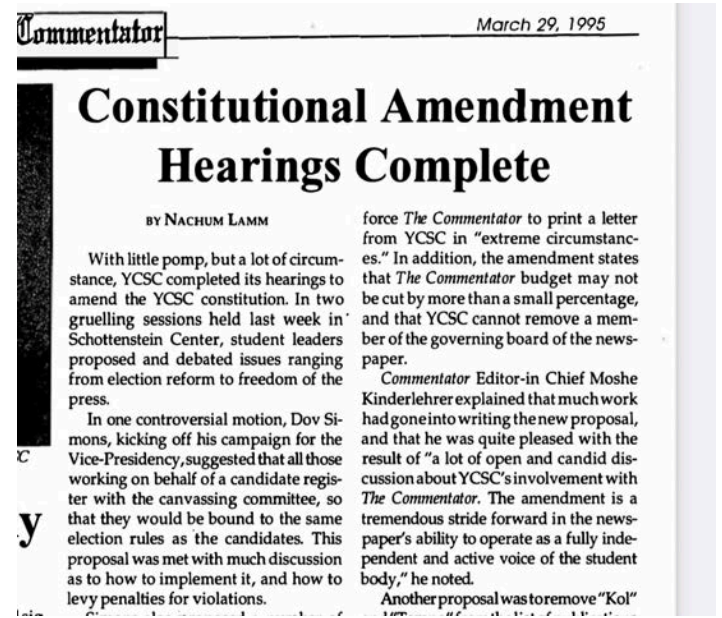 Commentator
March 29, 1995
Constitutional Amendment
Hearings Complete
BY NACHUM LAMM
With little pomp, but a lot of circum-
stance, YCSC completed its hearings to
amend the YCSC constitution. In two
gruelling sessions held last week in
Schottenstein Center, student leaders
proposed and debated issues ranging
from election reform to freedom of the
press.
In one controversial motion, Dov Si-
mons, kicking off his campaign for the
Vice-Presidency, suggested that all those
working on behalf of a candidate regis-
ter with the canvassing committee, so
that they would be bound to the same
election rules as the candidates. This
proposal was met with much discussion
as to how to implement it, and how to
levy penalties for violations.
force The Commentator to print a letter
from YCSC in "extreme circumstanc-
es." In addition, the amendment states
that The Commentator budget may not
be cut by more than a small percentage,
and that YCSC cannot remove a mem-
ber of the governing board of the news-
paper.
Commentator Editor-in Chief Moshe
Kinderlehrer explained that much work
had gone into writing the new proposal,
and that he was quite pleased with the
result of "a lot of open and candid dis-
cussion about YCSC's involvement with
The Commentator. The amendment is a
tremendous stride forward in the news-
paper's ability to operate as a fully inde-
pendent and active voice of the student
body," he noted.
Another proposal was to remove "Kol"